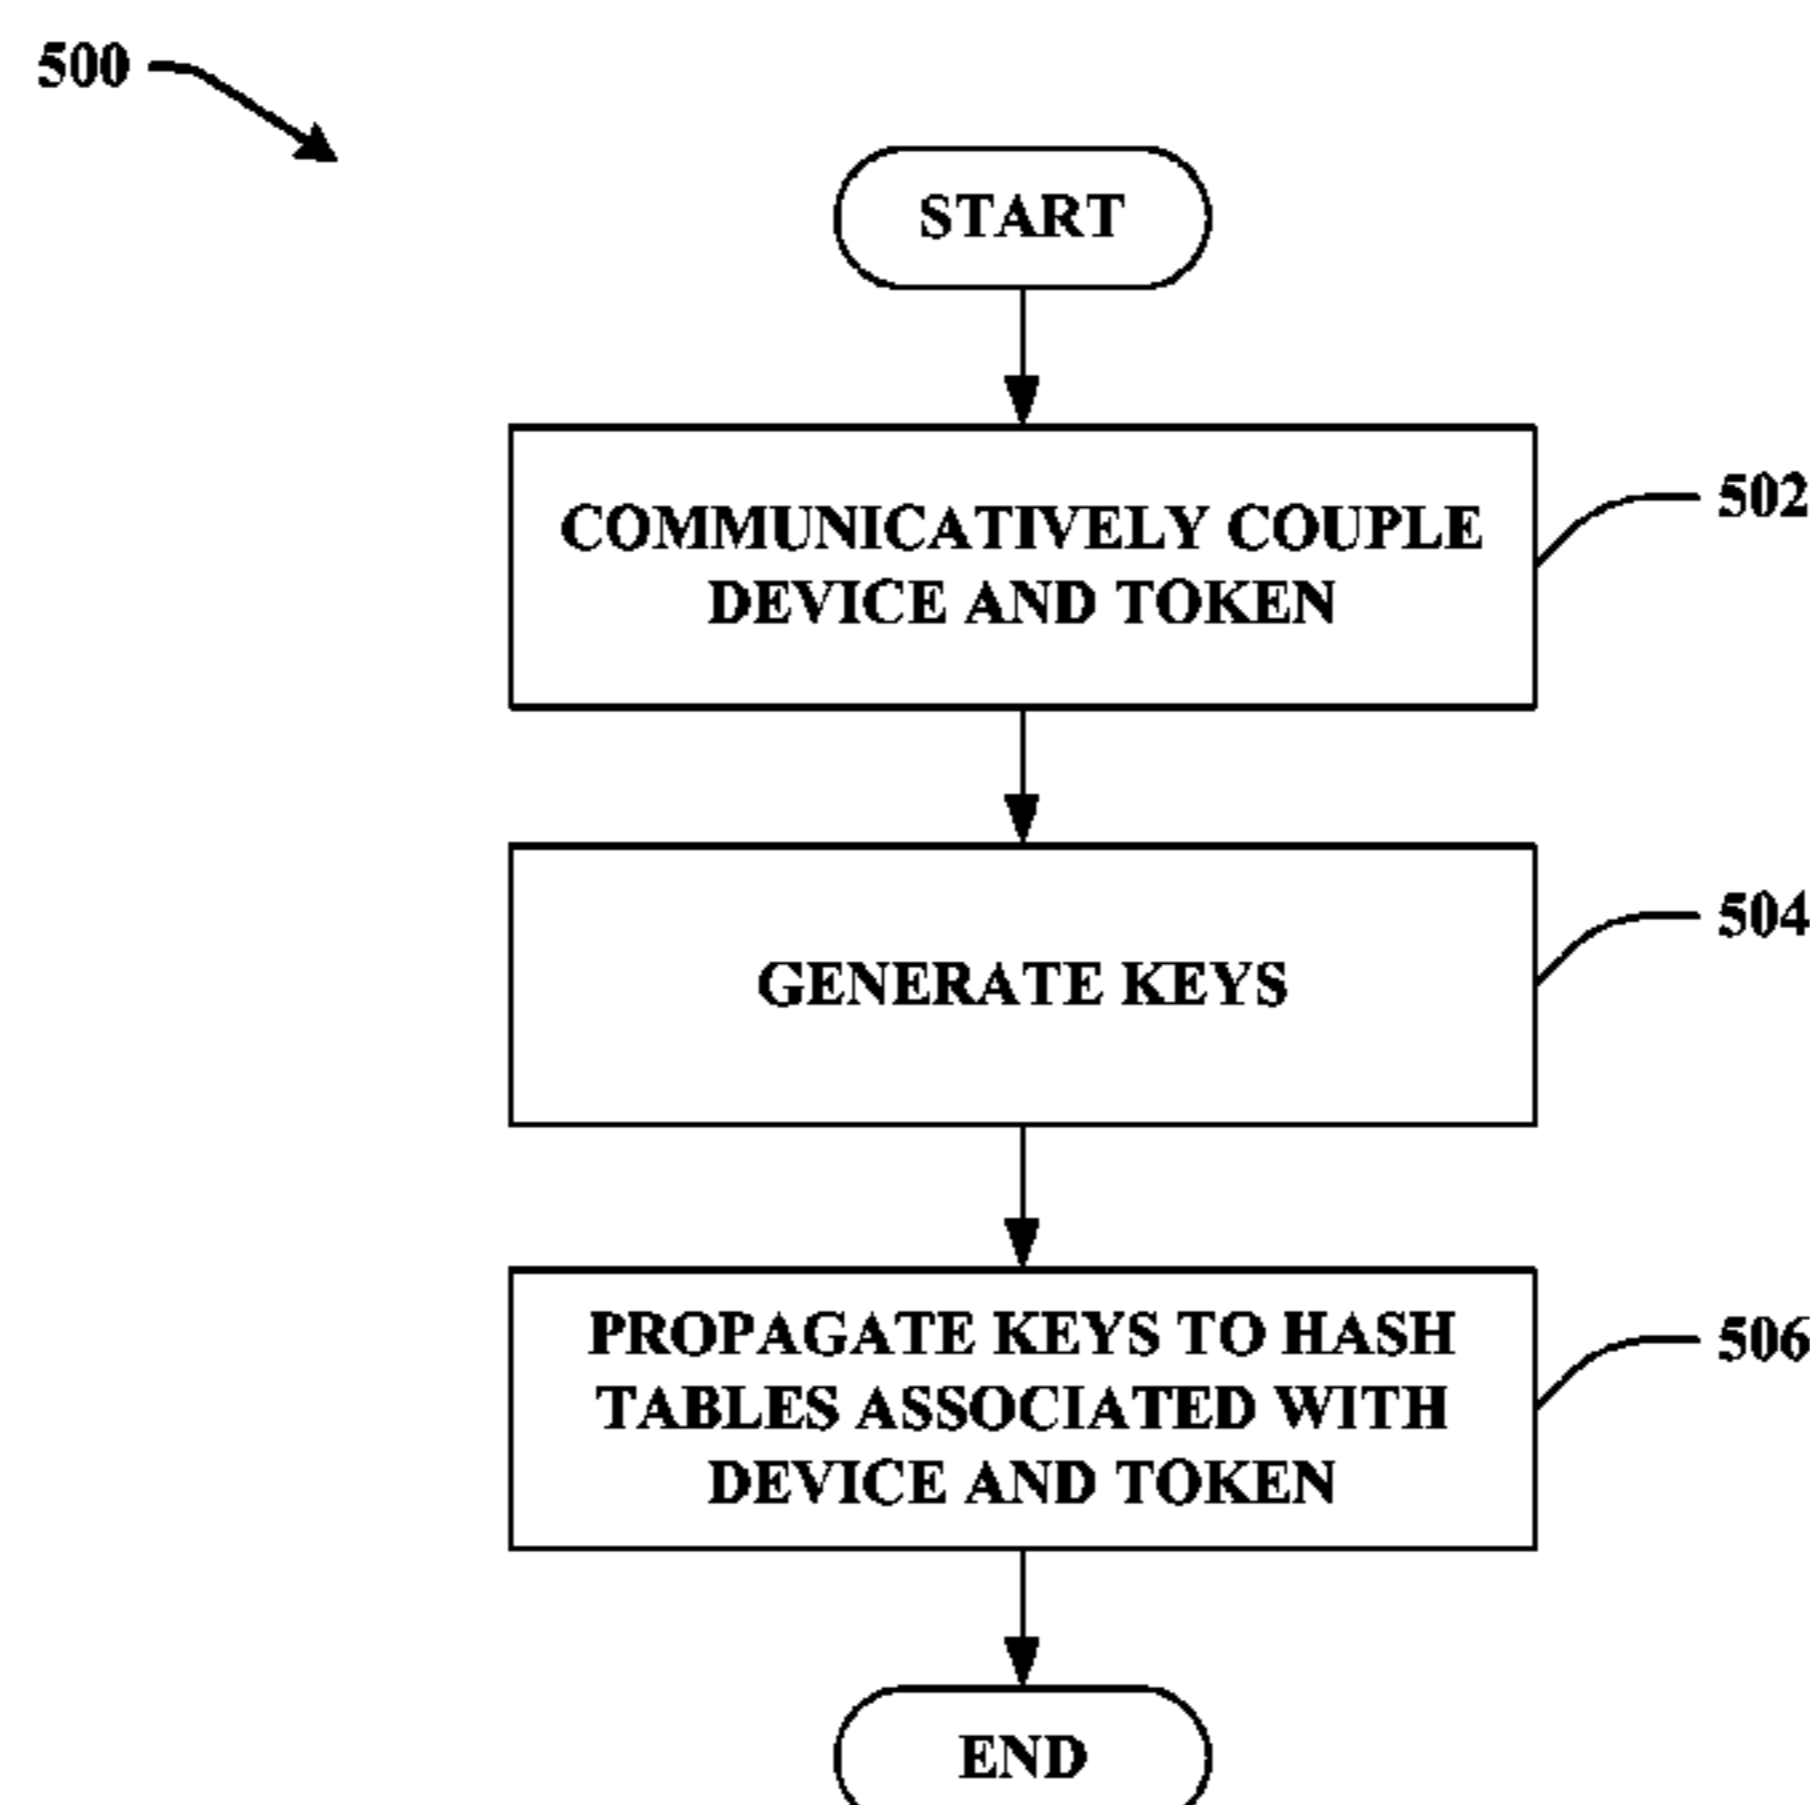 500
START
COMMUNICATIVELY COUPLE
DEVICE AND TOKEN
502
GENERATE KEYS
504
PROPAGATE KEYS TO HASH
TABLES ASSOCIATED WITH
DEVICE AND TOKEN
506
END